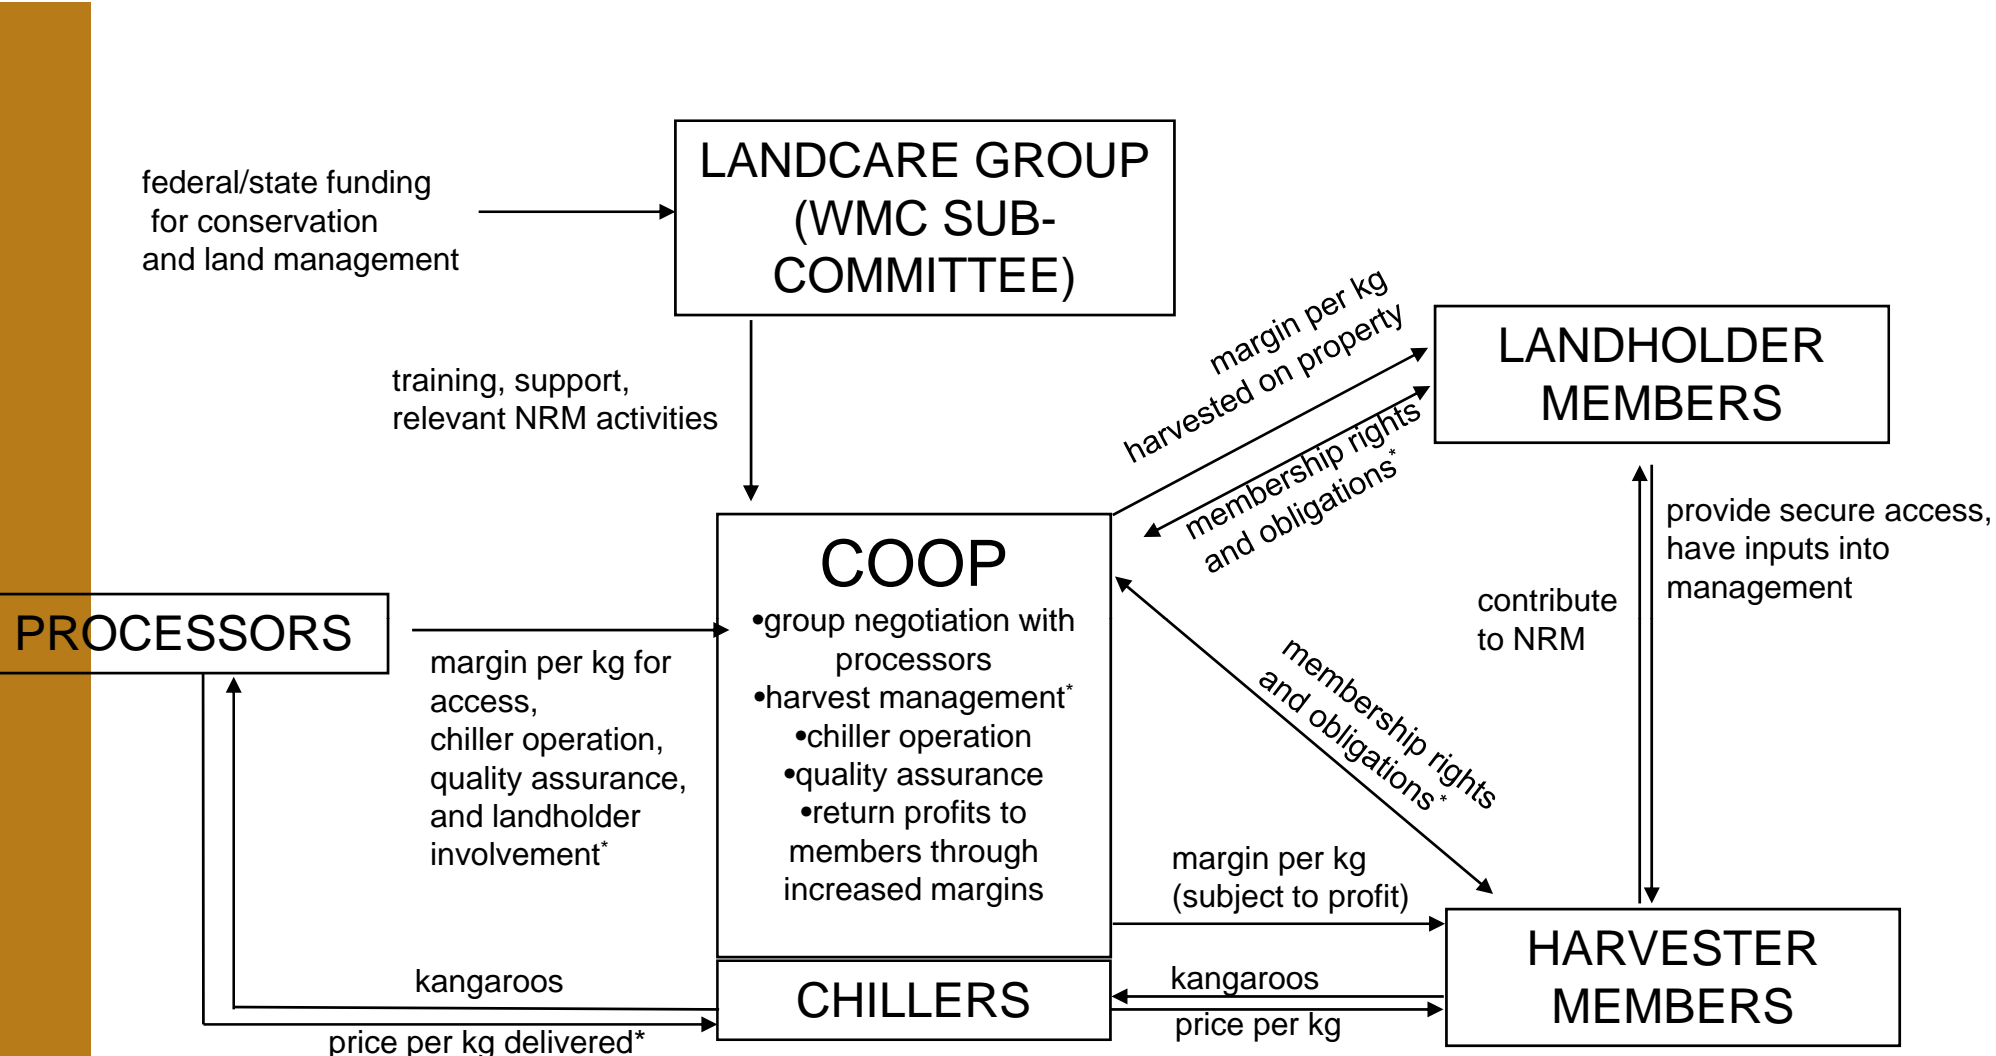 LANDCARE GROUP
(WMC SUB-
COMMITTEE)
federal/state funding
for conservation
and land management
training, support,
relevant NRM activities
margin per kg
harvested on property
LANDHOLDER
MEMBERS
membership rights
and obligations*
provide secure access,
have inputs into
management
contribute
to NRM
PROCESSORS
margin per kg for
access,
chiller operation,
quality assurance,
and landholder
involvement*
COOP
•group negotiation with
processors
•harvest management*
•chiller operation
•quality assurance
•return profits to
members through
increased margins
membership rights
and obligations*
margin per kg
(subject to profit)
HARVESTER
MEMBERS
kangaroos
price per kg
CHILLERS
kangaroos
price per kg delivered*